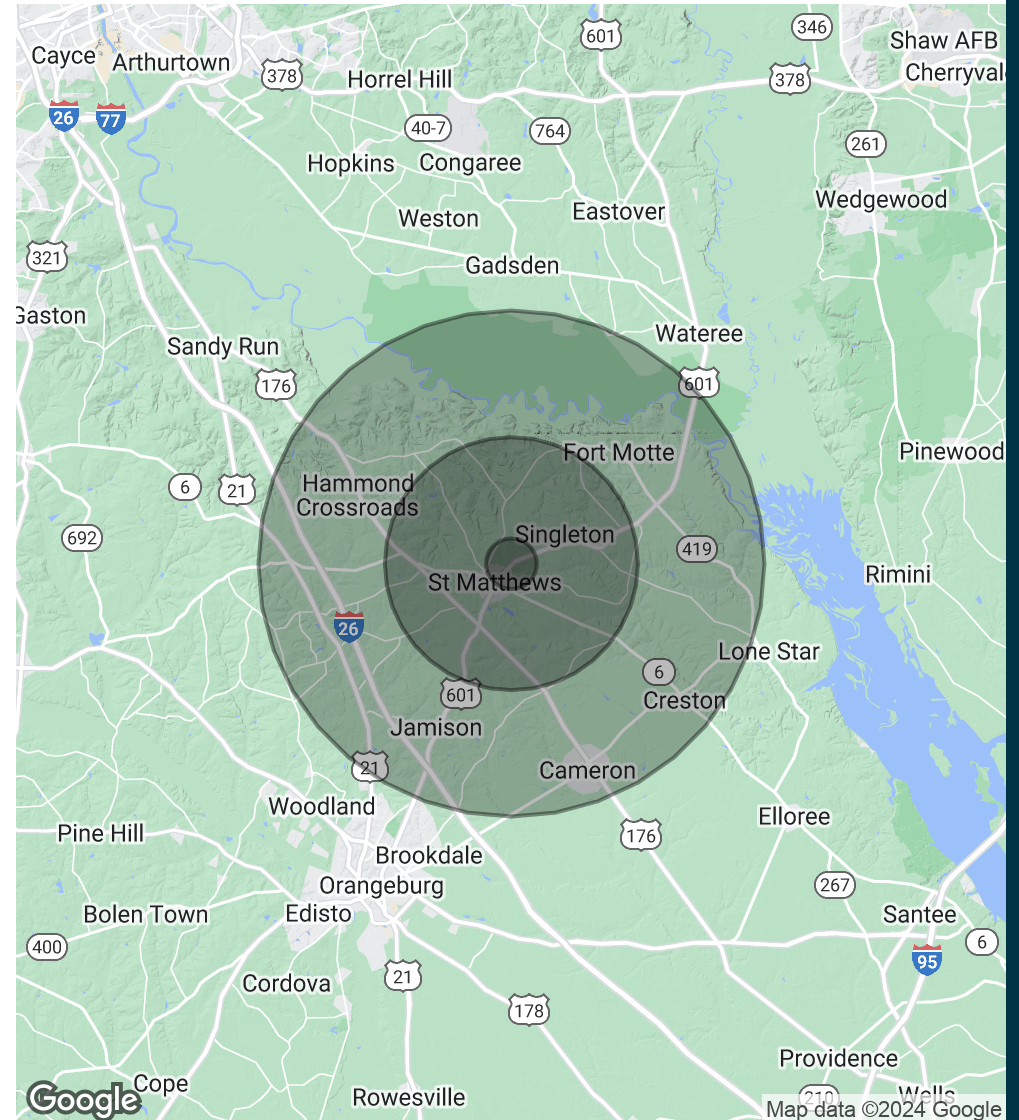 601
346
Cayce
Arthurtown
Shaw AFB
378
Horrel Hill
378
Cherryval
26
77
40-7
764
261
Hopkins
Congaree
Wedgewood
Weston
Eastover
321
Gadsden
Gaston
Wateree
Sandy Run
176
601
Fort Motte
Pinewood
Hammond
Crossroads
6
21
692
Singleton
419
St Matthews
Rimini
26
Lone Star
6
601
Creston
Jamison
21
Cameron
Woodland
Elloree
Pine Hill
176
Brookdale
Orangeburg
267
Bolen Town
Edisto
Santee
400
6
95
21
Cordova
178
Providence
Cope
Rowesville
210
Wells
Google
Map data ©2024 Google